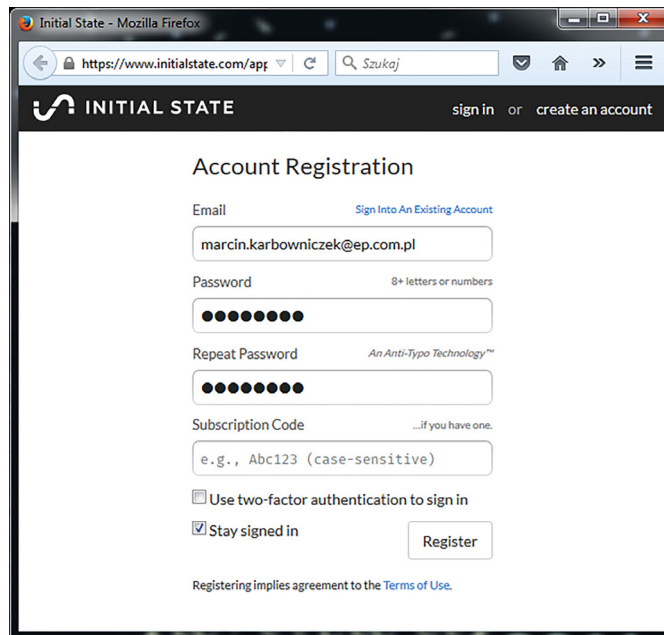 Initial State - Mozilla Firefox
https://www.initialstate.com/app
Szukaj
INITIAL STATE
sign in or create an account
Account Registration
Email Sign Into An Existing Account
marcin.karbowniczek@ep.com.pl
Password 8+ letters or numbers
Repeat Password An Anti-Typo Technology™
Subscription Code ...if you have one.
e.g., Abc123 (case-sensitive)
Use two-factor authentication to sign in
Stay signed in
Register
Registering implies agreement to the Terms of Use.